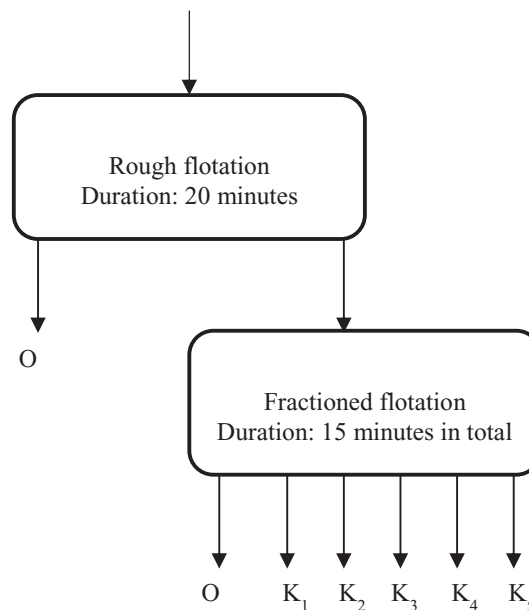 Rough flotation
Duration: 20 minutes
O
Fractioned flotation
Duration: 15 minutes in total
O K₁ K₂ K₃ K₄